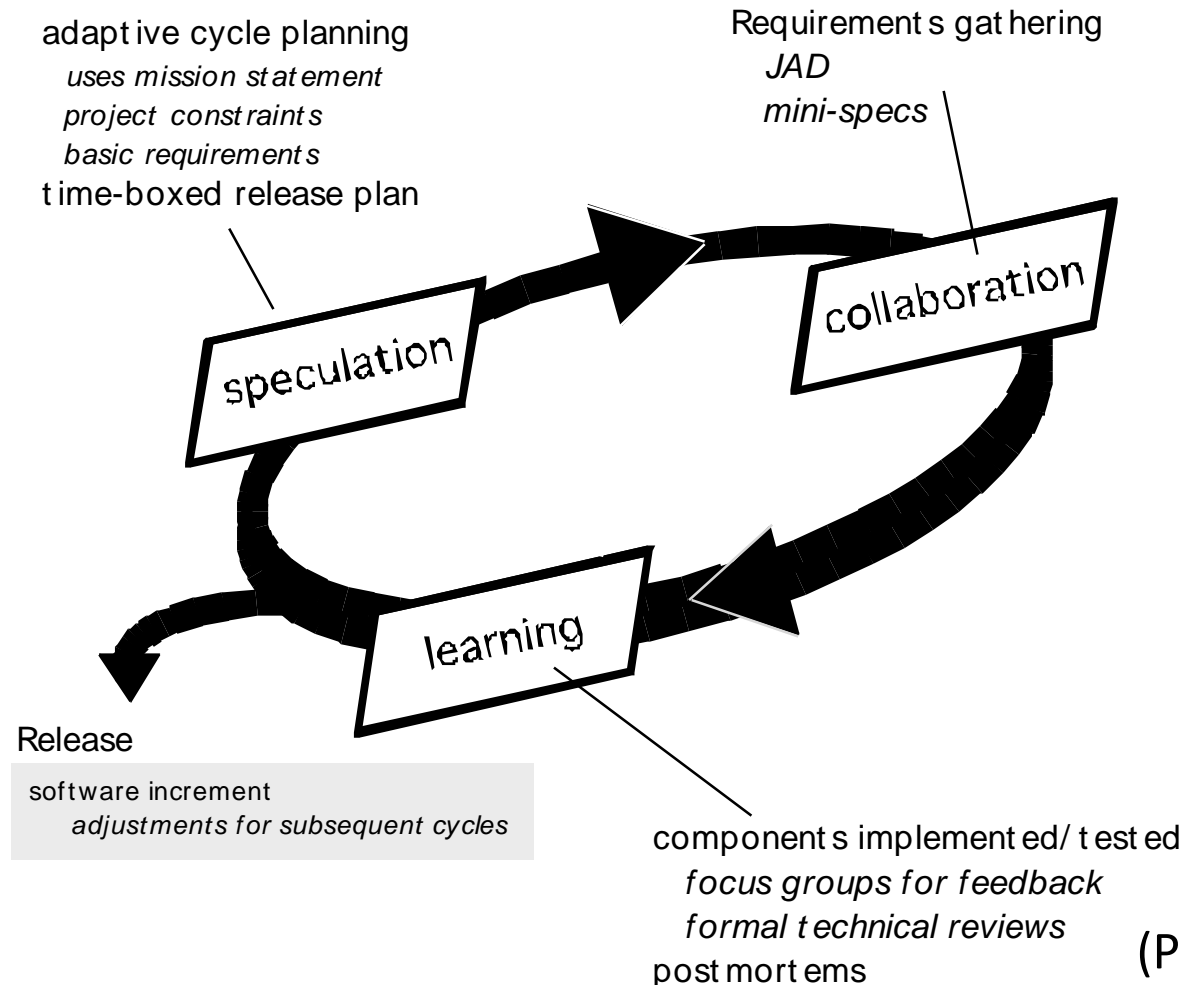 adaptive cycle planning
uses mission statement
project constraints
basic requirements
time-boxed release plan
Requirements gathering
JAD
mini-specs
speculation
collaboration
learning
Release
software increment
adjustments for subsequent cycles
components implemented/ tested
focus groups for feedback
formal technical reviews
postmortems
(P